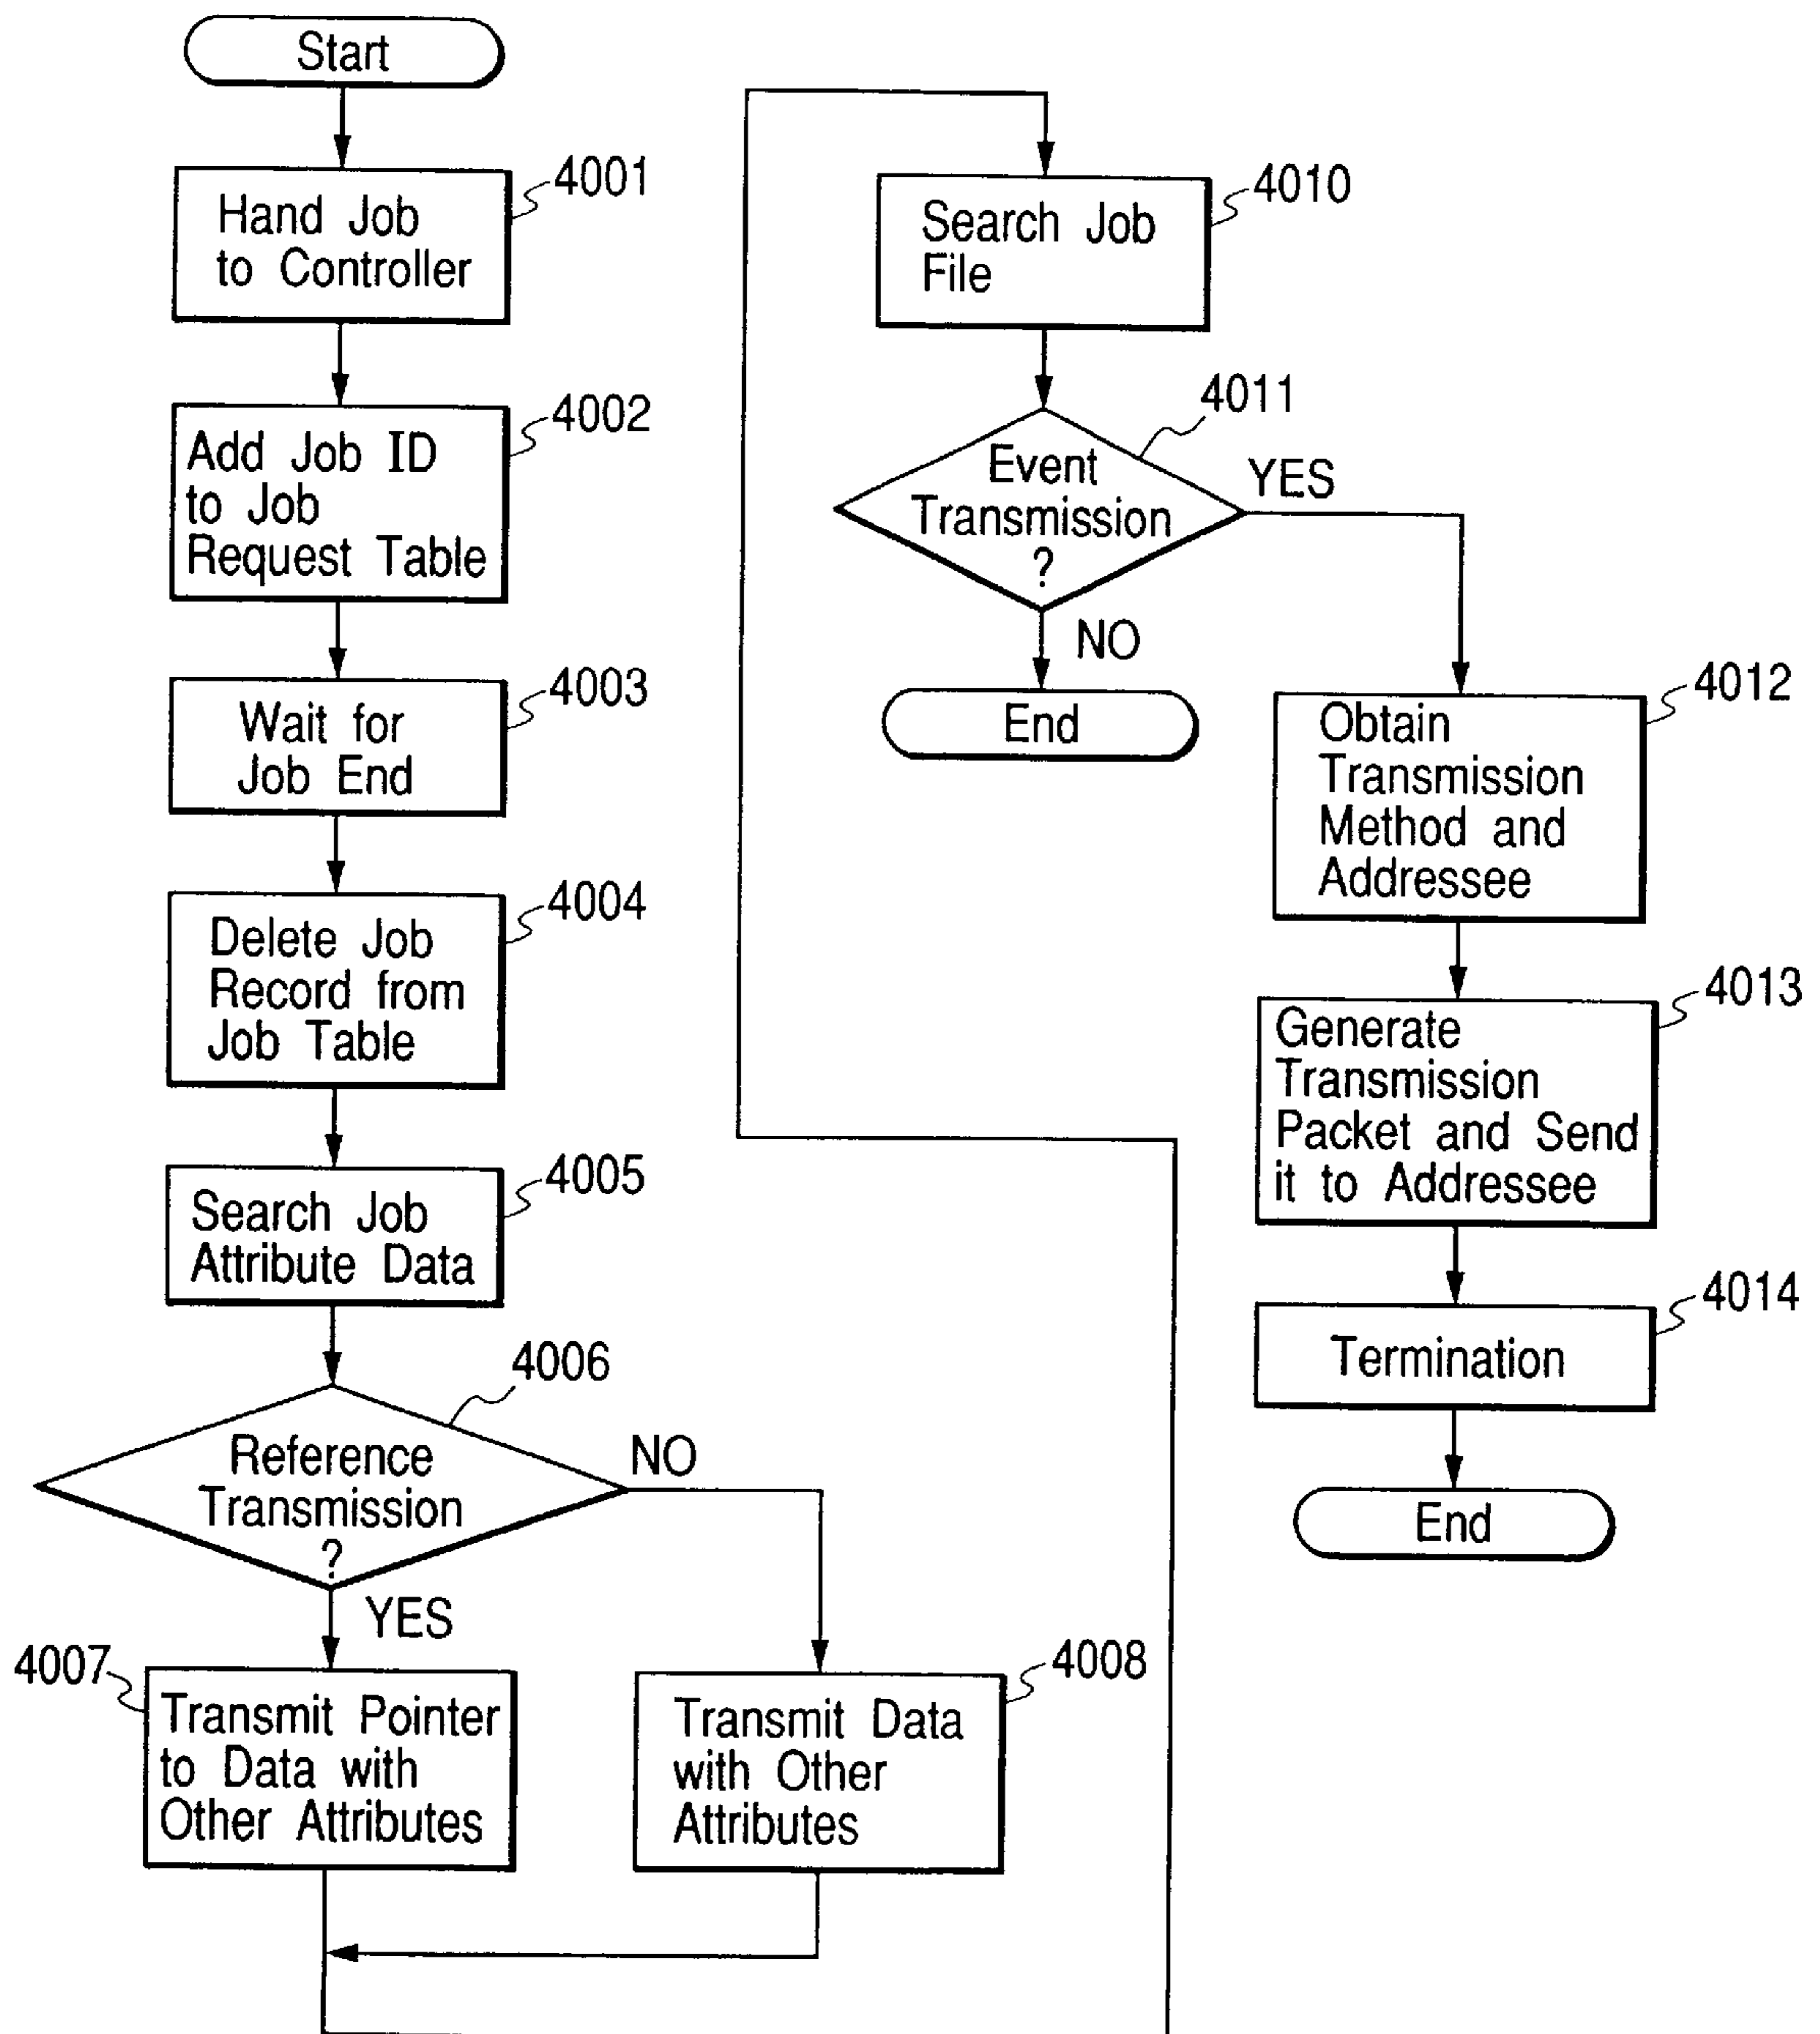 Start
4001
Hand Job
to Controller
4002
Add Job ID
to Job
Request Table
4003
Wait for
Job End
4004
Delete Job
Record from
Job Table
4005
Search Job
Attribute Data
4006
Reference
Transmission
?
NO
YES
4007
Transmit Pointer
to Data with
Other Attributes
4008
Transmit Data
with Other
Attributes
4010
Search Job
File
4011
Event
Transmission
?
YES
NO
End
4012
Obtain
Transmission
Method and
Addressee
4013
Generate
Transmission
Packet and Send
it to Addressee
4014
Termination
End